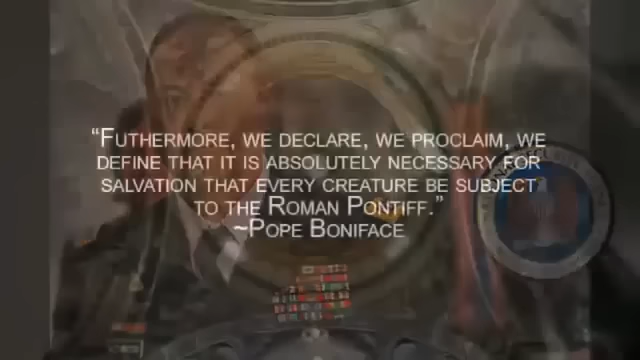 “FUTHERMORE, WE DECLARE, WE PROCLAIM, WE
DEFINE THAT IT IS ABSOLUTELY NECESSARY FOR
SALVATION THAT EVERY CREATURE BE SUBJECT
TO THE ROMAN PONTIFF.”
~POPE BONIFACE